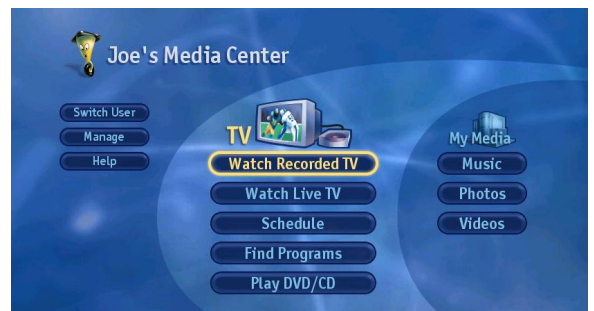 Joe's Media Center
Switch User
Manage
Help
TV
Watch Recorded TV
Watch Live TV
Schedule
Find Programs
Play DVD/CD
My Media
Music
Photos
Videos